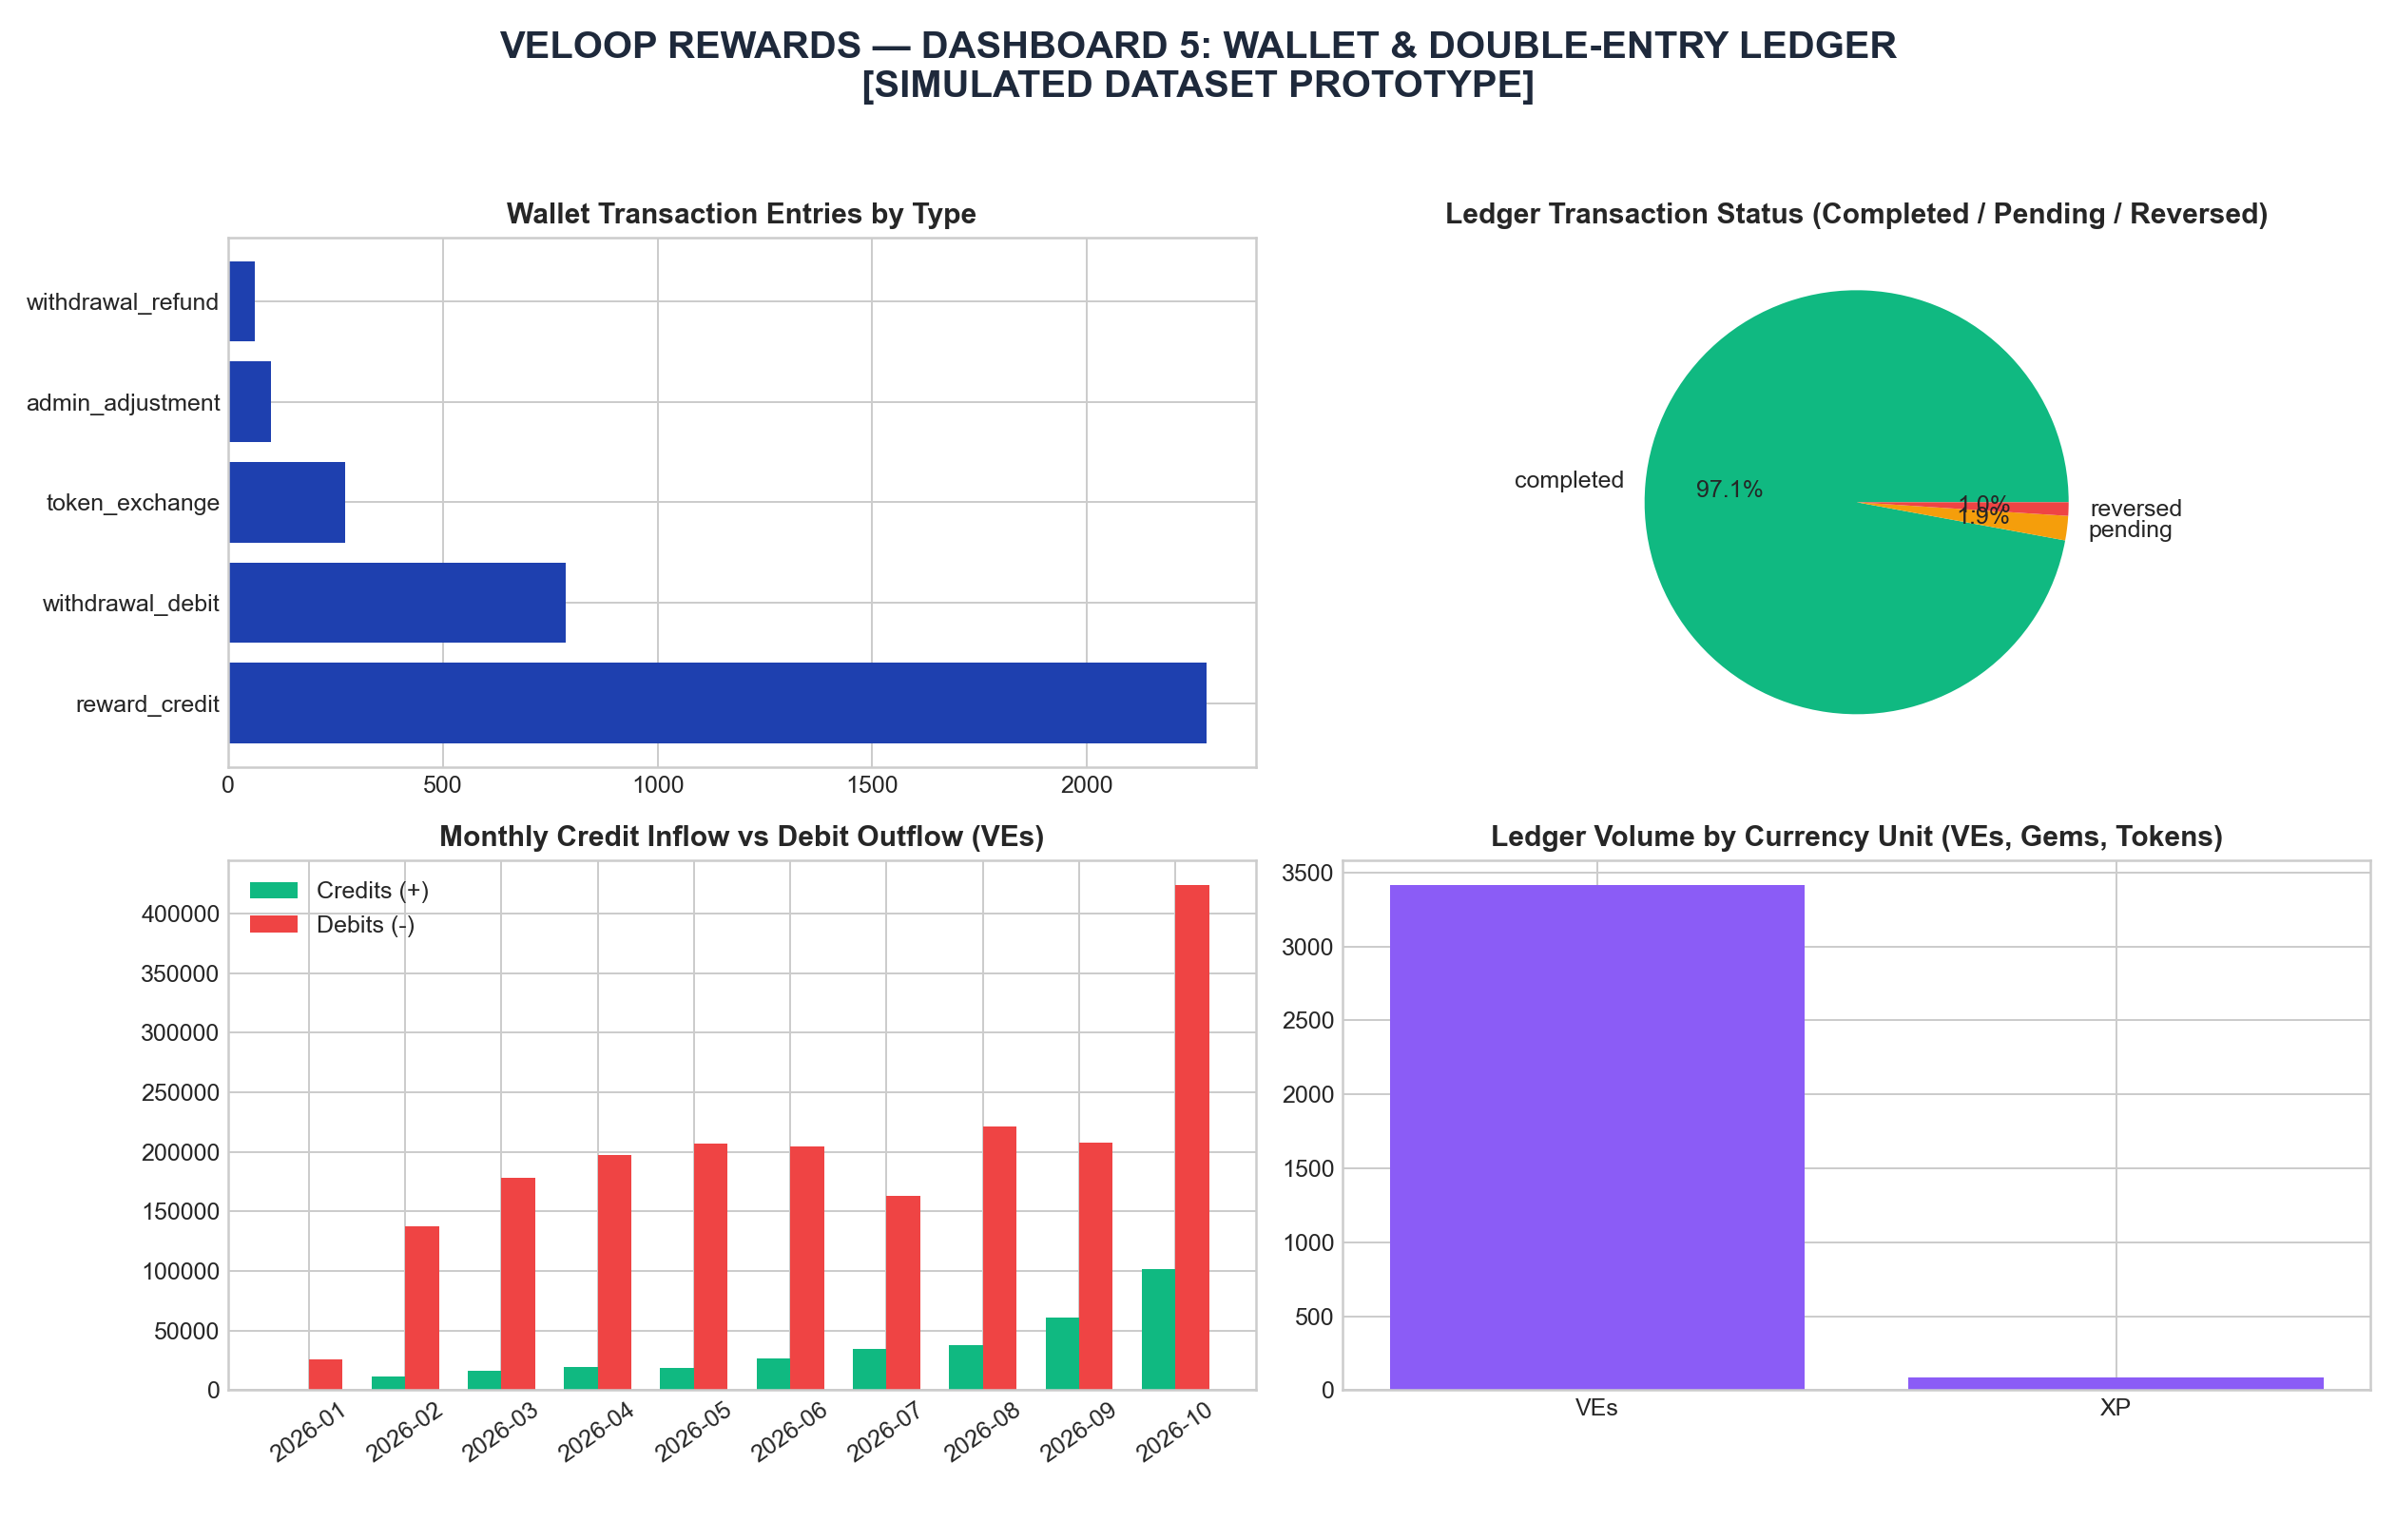 VELOOP REWARDS — DASHBOARD 5: WALLET & DOUBLE-ENTRY LEDGER
[SIMULATED DATASET PROTOTYPE]
Wallet Transaction Entries by Type
withdrawal_refund
admin_adjustment
token_exchange
withdrawal_debit
reward_credit
0
500
1000
1500
2000
Ledger Transaction Status (Completed / Pending / Reversed)
completed
97.1%
1.0%
1.9%
reversed
pending
Monthly Credit Inflow vs Debit Outflow (VEs)
Credits (+)
Debits (-)
400000
350000
300000
250000
200000
150000
100000
50000
0
2026-01
2026-02
2026-03
2026-04
2026-05
2026-06
2026-07
2026-08
2026-09
2026-10
Ledger Volume by Currency Unit (VEs, Gems, Tokens)
3500
3000
2500
2000
1500
1000
500
0
VEs
XP